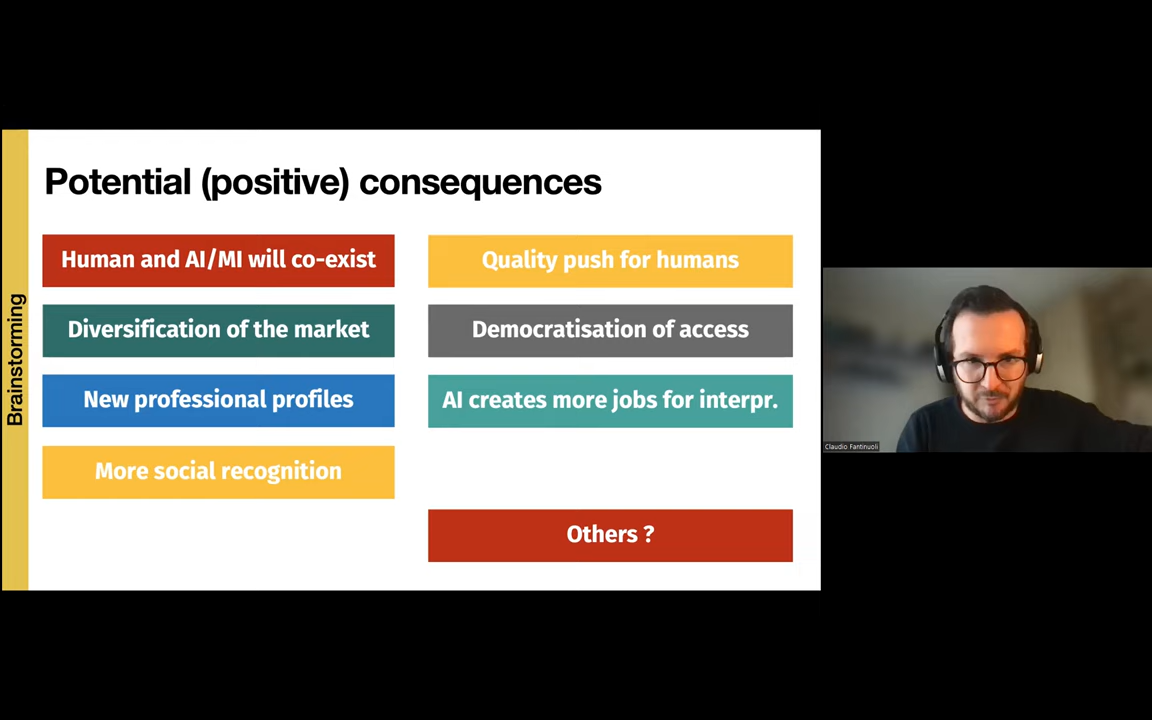 Brainstorming
Potential (positive) consequences
Human and AI/MI will co-exist
Quality push for humans
Diversification of the market
Democratisation of access
New professional profiles
AI creates more jobs for interpr.
More social recognition
Others ?
Claudio Fantinuoli